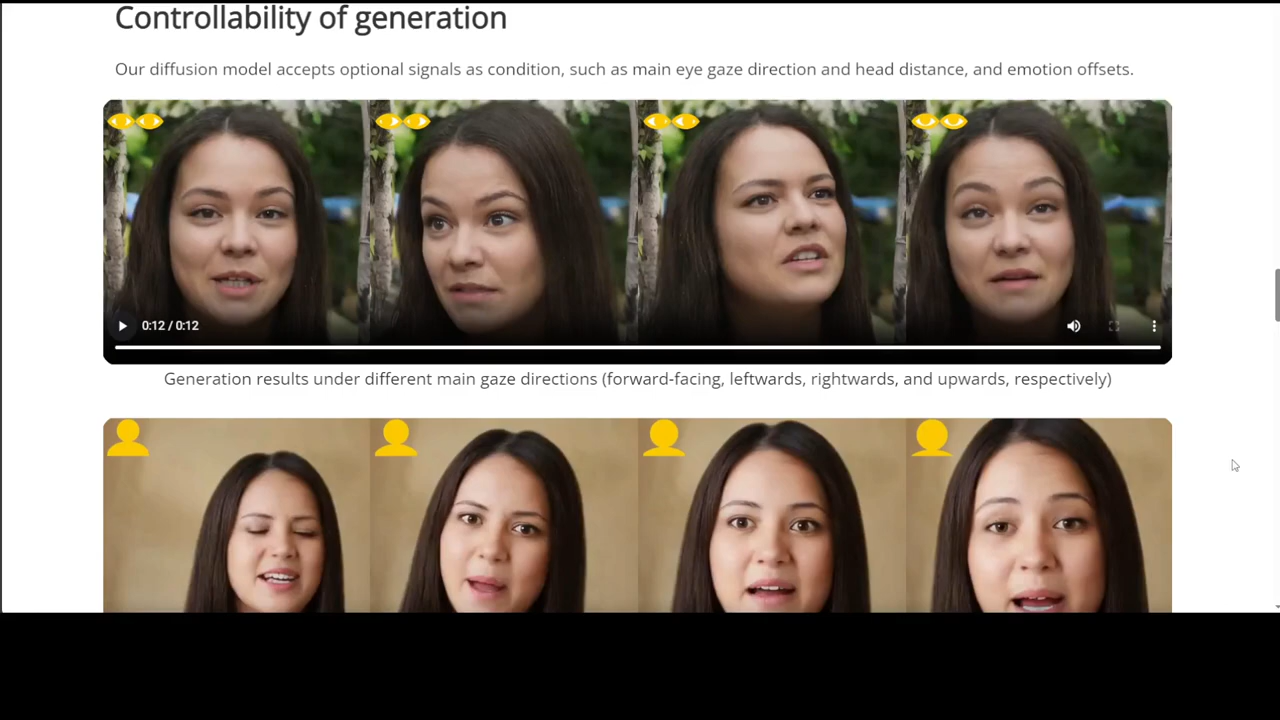 Controllability of generation
Our diffusion model accepts optional signals as condition, such as main eye gaze direction and head distance, and emotion offsets.
0:12 / 0:12
Generation results under different main gaze directions (forward-facing, leftwards, rightwards, and upwards, respectively)